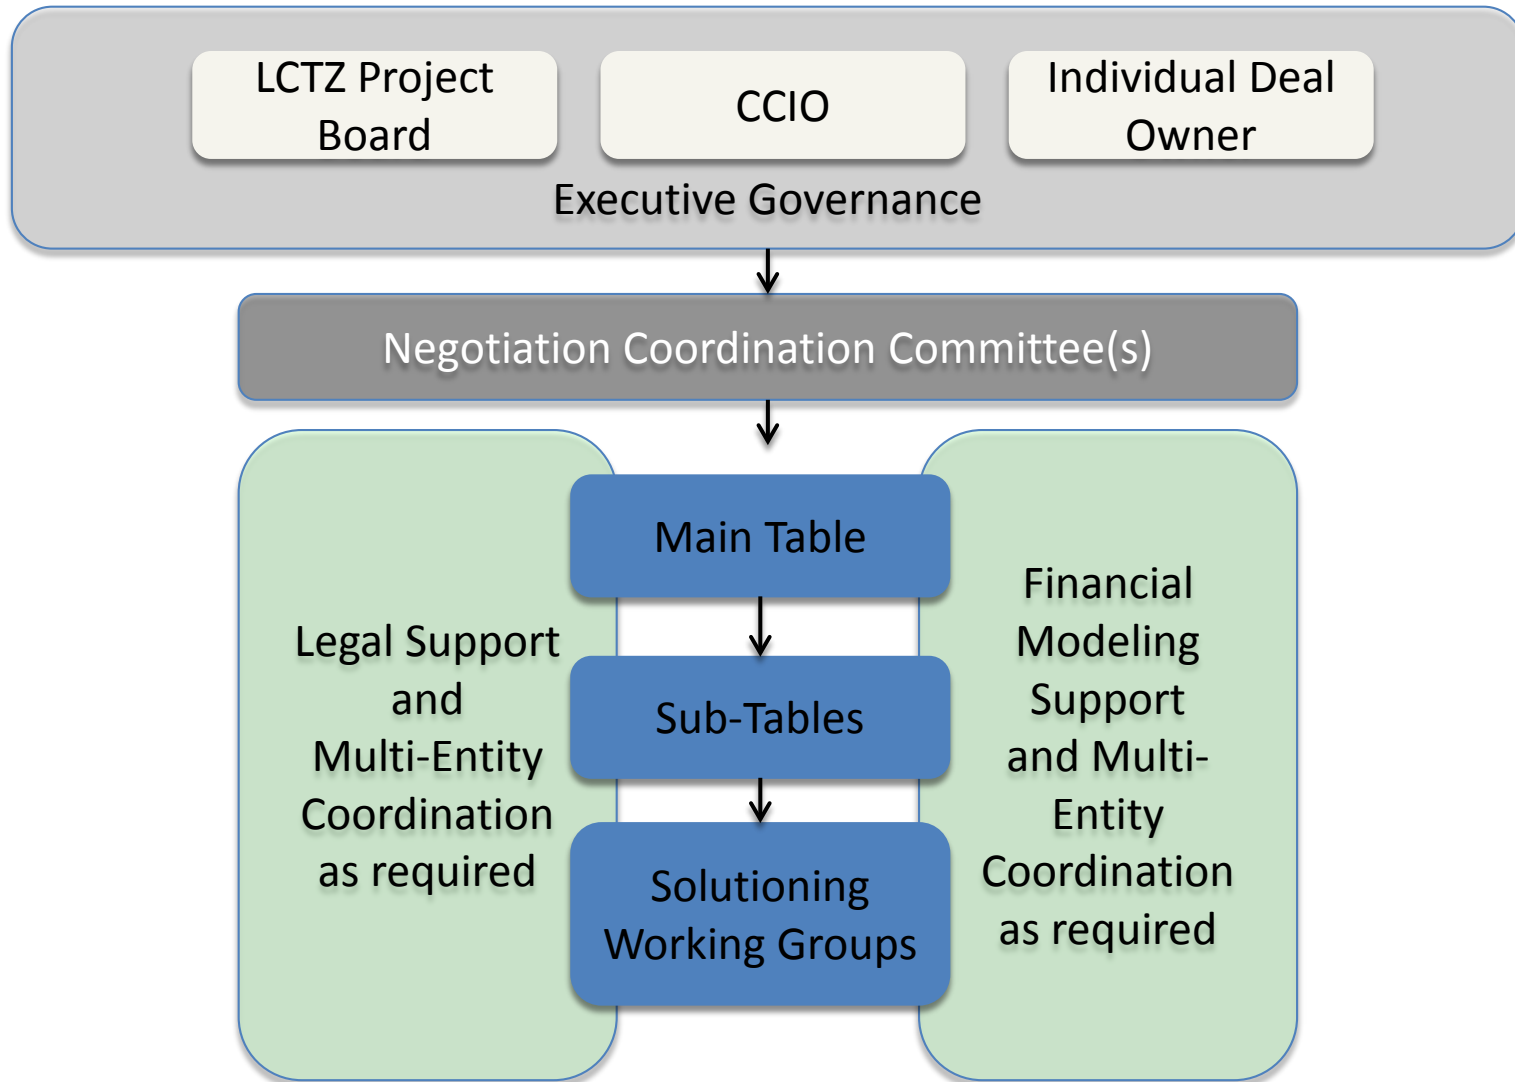 LCTZ Project
Board
CCIO
Individual Deal
Owner
Executive Governance
Negotiation Coordination Committee(s)
Main Table
Sub-Tables
Solutioning
Working Groups
Legal Support
and
Multi-Entity
Coordination
as required
Financial
Modeling
Support
and Multi-
Entity
Coordination
as required